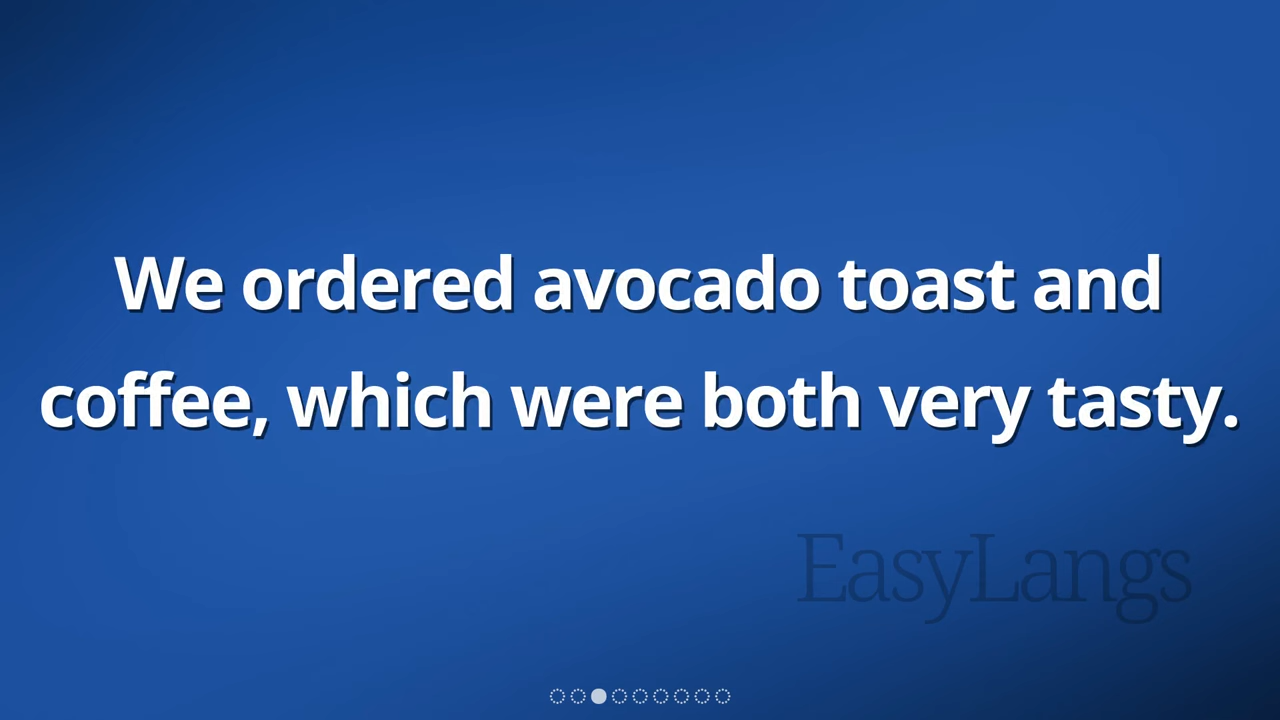 We ordered avocado toast and
coffee, which were both very tasty.
EasyLangs